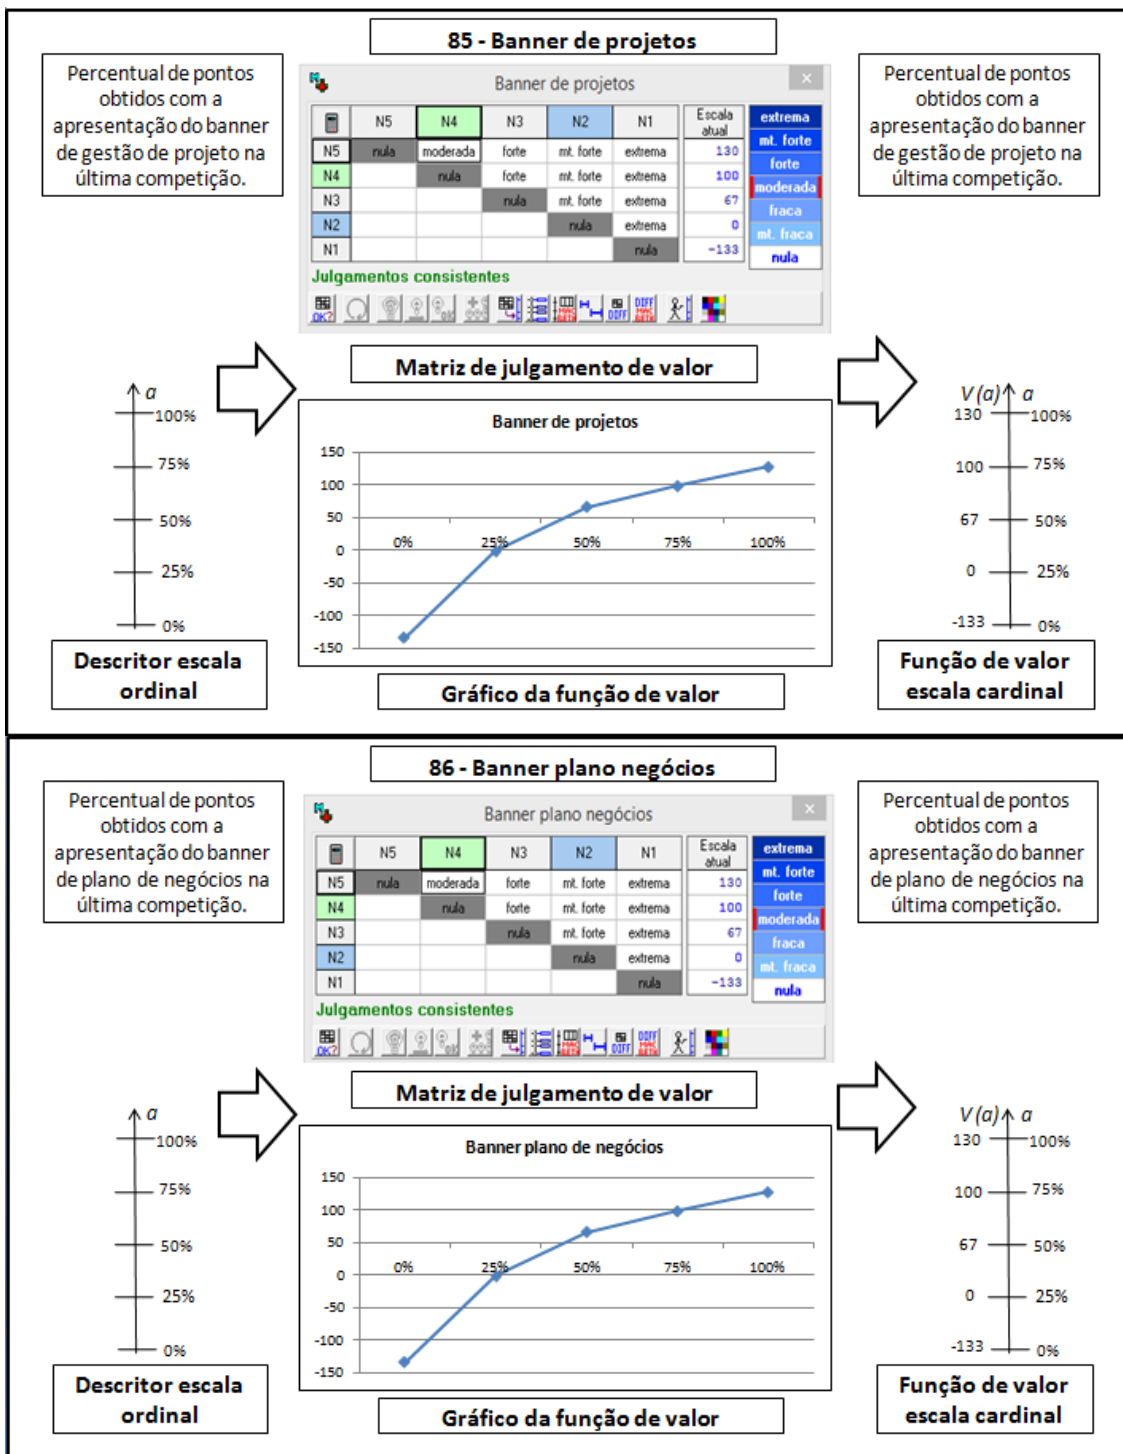 85 - Banner de projetos
Percentual de pontos
obtidos com a
apresentação do banner
de gestão de projeto na
última competição.
Banner de projetos
N5 N4 N3 N2 N1 Escala atual
N5 nula moderada forte mt. forte extrema 130
N4 nula forte mt. forte extrema 100
N3 nula mt. forte extrema 67
N2 nula extrema 0
N1 nula -133
extrema
mt. forte
forte
moderada
fraca
mt. fraca
nula
Julgamentos consistentes
OK?
DIFF
DIFF
Percentual de pontos
obtidos com a
apresentação do banner
de gestão de projeto na
última competição.
Matriz de julgamento de valor
a
100%
75%
50%
25%
0%
Descritor escala
ordinal
Banner de projetos
150
100
50
0
-50
-100
-150
0% 25% 50% 75% 100%
Gráfico da função de valor
V (a) a
130 100%
100 75%
67 50%
0 25%
-133 0%
Função de valor
escala cardinal
86 - Banner plano negócios
Percentual de pontos
obtidos com a
apresentação do banner
de plano de negócios na
última competição.
Banner plano negócios
N5 N4 N3 N2 N1 Escala atual
N5 nula moderada forte mt. forte extrema 130
N4 nula forte mt. forte extrema 100
N3 nula mt. forte extrema 67
N2 nula extrema 0
N1 nula -133
extrema
mt. forte
forte
moderada
fraca
mt. fraca
nula
Julgamentos consistentes
OK?
DIFF
DIFF
Percentual de pontos
obtidos com a
apresentação do banner
de plano de negócios na
última competição.
Matriz de julgamento de valor
a
100%
75%
50%
25%
0%
Descritor escala
ordinal
Banner plano de negócios
150
100
50
0
-50
-100
-150
0% 25% 50% 75% 100%
Gráfico da função de valor
V (a) a
130 100%
100 75%
67 50%
0 25%
-133 0%
Função de valor
escala cardinal